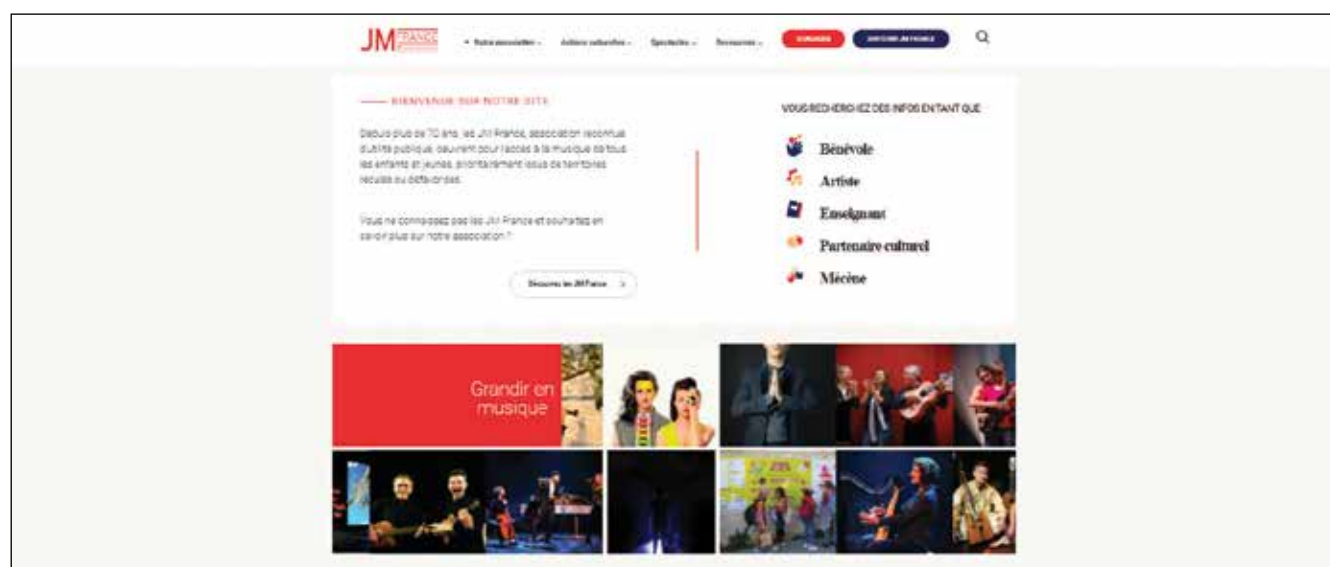 JM FRANCE
Notre association
Actions culturelles
Spectacles
Ressources
BIENVENUE SUR NOTRE SITE
Depuis plus de 70 ans, les JM France, association reconnue
d'utilité publique, œuvrent pour l'accès à la musique de tous
les enfants et jeunes, prioritairement issus de territoires
reculés ou défavorisés.
Vous ne connaissez pas les JM France et souhaitez en
savoir plus sur notre association ?
Découvrez les JM France
VOUS RECHERCHEZ DES INFOS EN TANT QUE
Bénévole
Artiste
Enseignant
Partenaire culturel
Mécène
Grandir en
musique